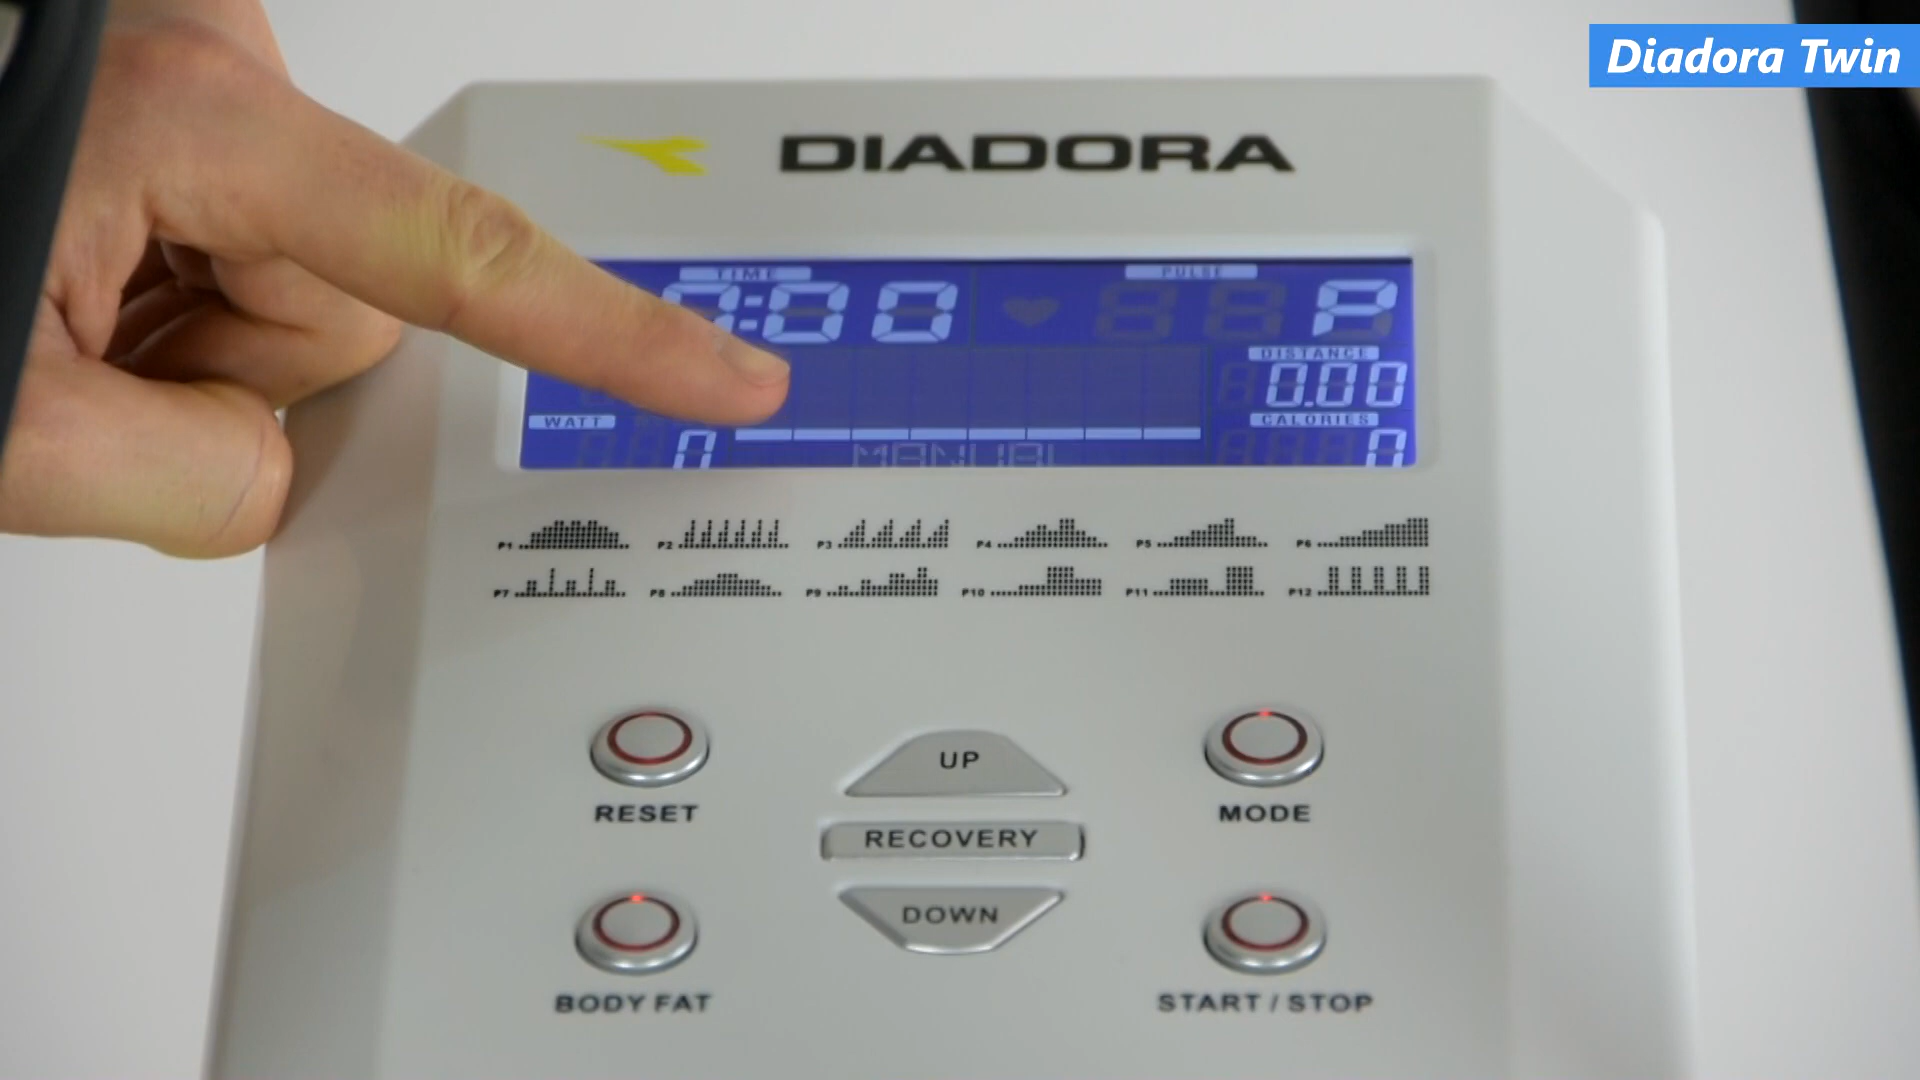 Diadora Twin
DIADORA
TIME
PULSE
:00
P
DISTANCE
0.00
WATT
CALORIES
0
0
MANUAL
P1 P2 P3 P4 P5 P6
P7 P8 P9 P10 P11 P12
UP
RESET
MODE
RECOVERY
DOWN
BODY FAT
START / STOP